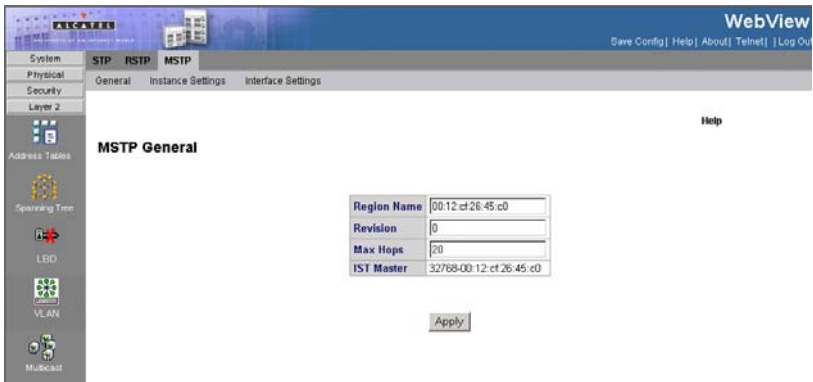 ALCATEL
WebView
Save Config| Help| About| Telnet| |Log Out
System
Physical
Security
Layer 2
Address Tables
Spanning Tree
LBD
VLAN
Multicast
STP RSTP MSTP
General Instance Settings Interface Settings
Help
MSTP General
Region Name 00:12:cf:26:45:c0
Revision 0
Max Hops 20
IST Master 32768-00:12:cf:26:45:c0
Apply